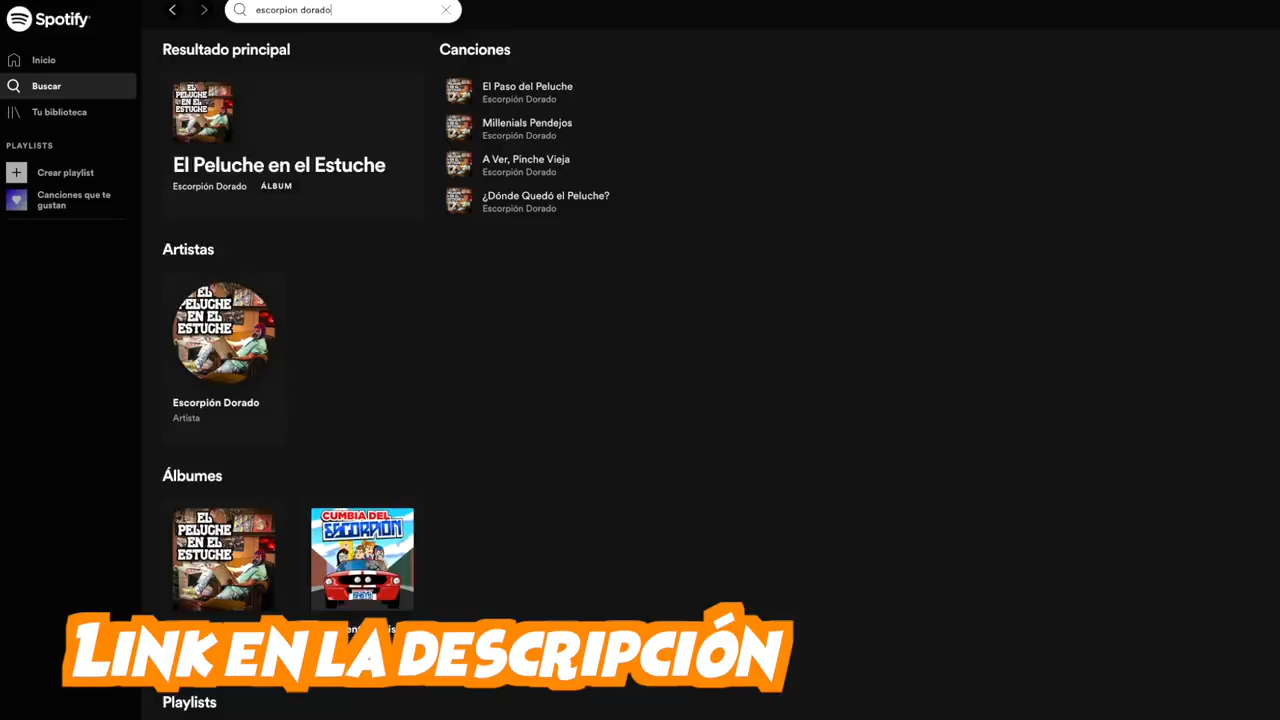 Spotify
escorpion dorado
Inicio
Buscar
Tu biblioteca
PLAYLISTS
Crear playlist
Canciones que te
gustan
Resultado principal
EL
PELUCHE
EN EL
ESTUCHE
El Peluche en el Estuche
Escorpión Dorado ÁLBUM
Canciones
El Paso del Peluche
Escorpión Dorado
Millenials Pendejos
Escorpión Dorado
A Ver, Pinche Vieja
Escorpión Dorado
¿Dónde Quedó el Peluche?
Escorpión Dorado
Artistas
EL
PELUCHE
EN EL
ESTUCHE
Escorpión Dorado
Artista
Álbumes
EL
PELUCHE
EN EL
ESTUCHE
CUMBIA DEL
ESCORPIÓN
LINK EN LA DESCRIPCIÓN
Playlists